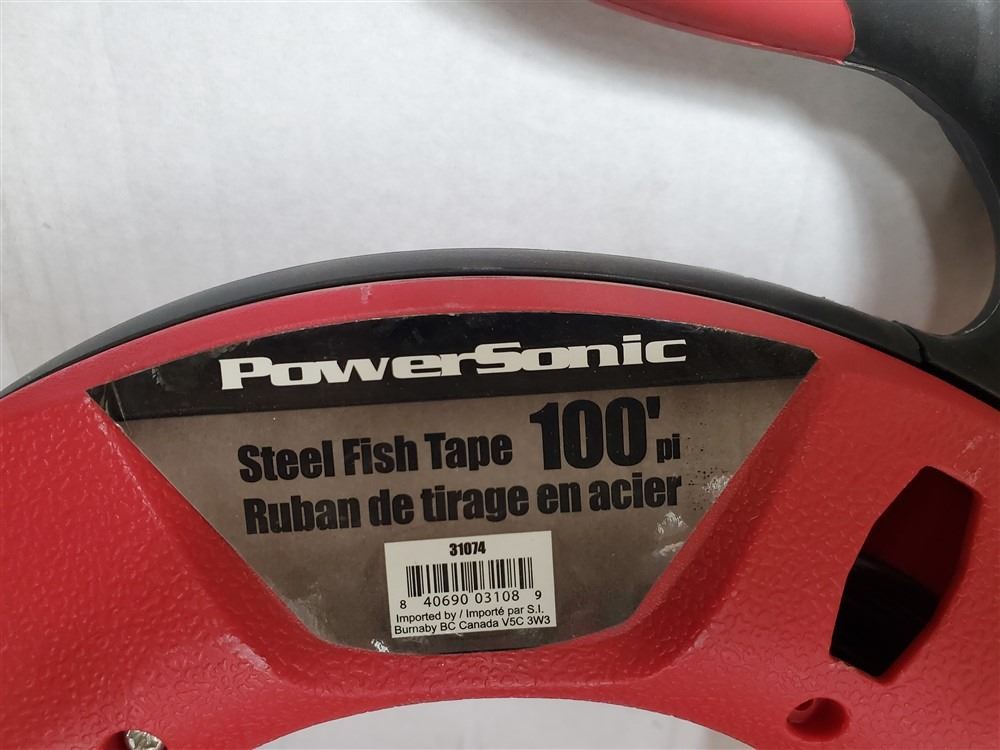 PowerSonic
Steel Fish Tape 100' pi
Ruban de tirage en acier
31074
8 40690 03108 9
Imported by / Importé par S.I.
Burnaby BC Canada V5C 3W3